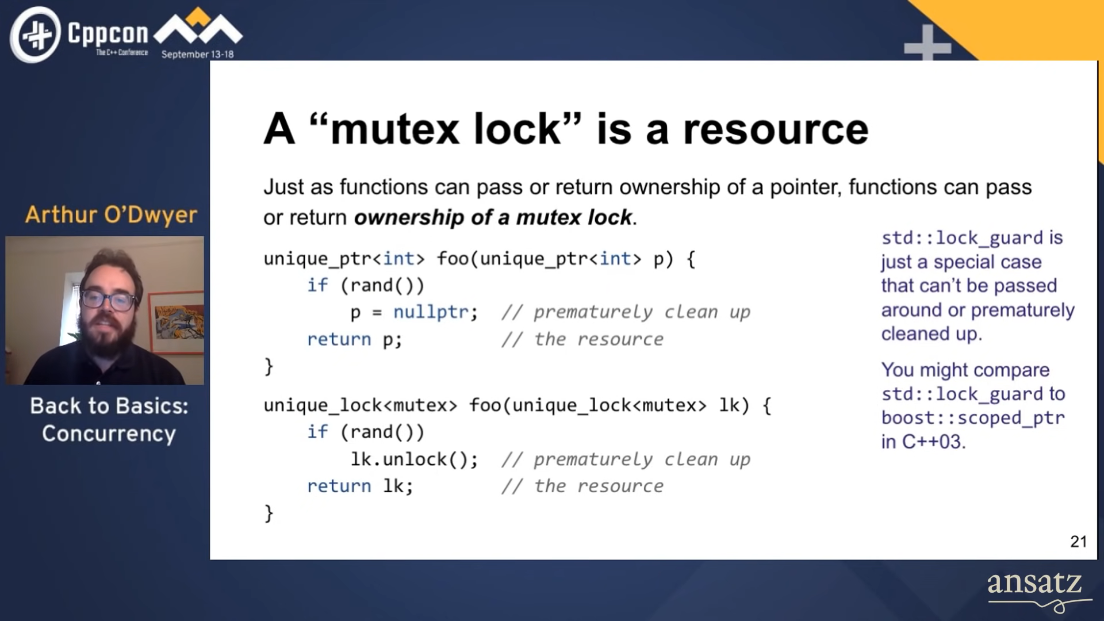 Cppcon
The C++ Conference
September 13-18
A “mutex lock” is a resource
Just as functions can pass or return ownership of a pointer, functions can pass
or return ownership of a mutex lock.
unique_ptr<int> foo(unique_ptr<int> p) {
    if (rand())
        p = nullptr;  // prematurely clean up
    return p;         // the resource
}
unique_lock<mutex> foo(unique_lock<mutex> lk) {
    if (rand())
        lk.unlock();  // prematurely clean up
    return lk;        // the resource
}
std::lock_guard is
just a special case
that can’t be passed
around or prematurely
cleaned up.
You might compare
std::lock_guard to
boost::scoped_ptr
in C++03.
21
Arthur O’Dwyer
Back to Basics:
Concurrency
ansatz